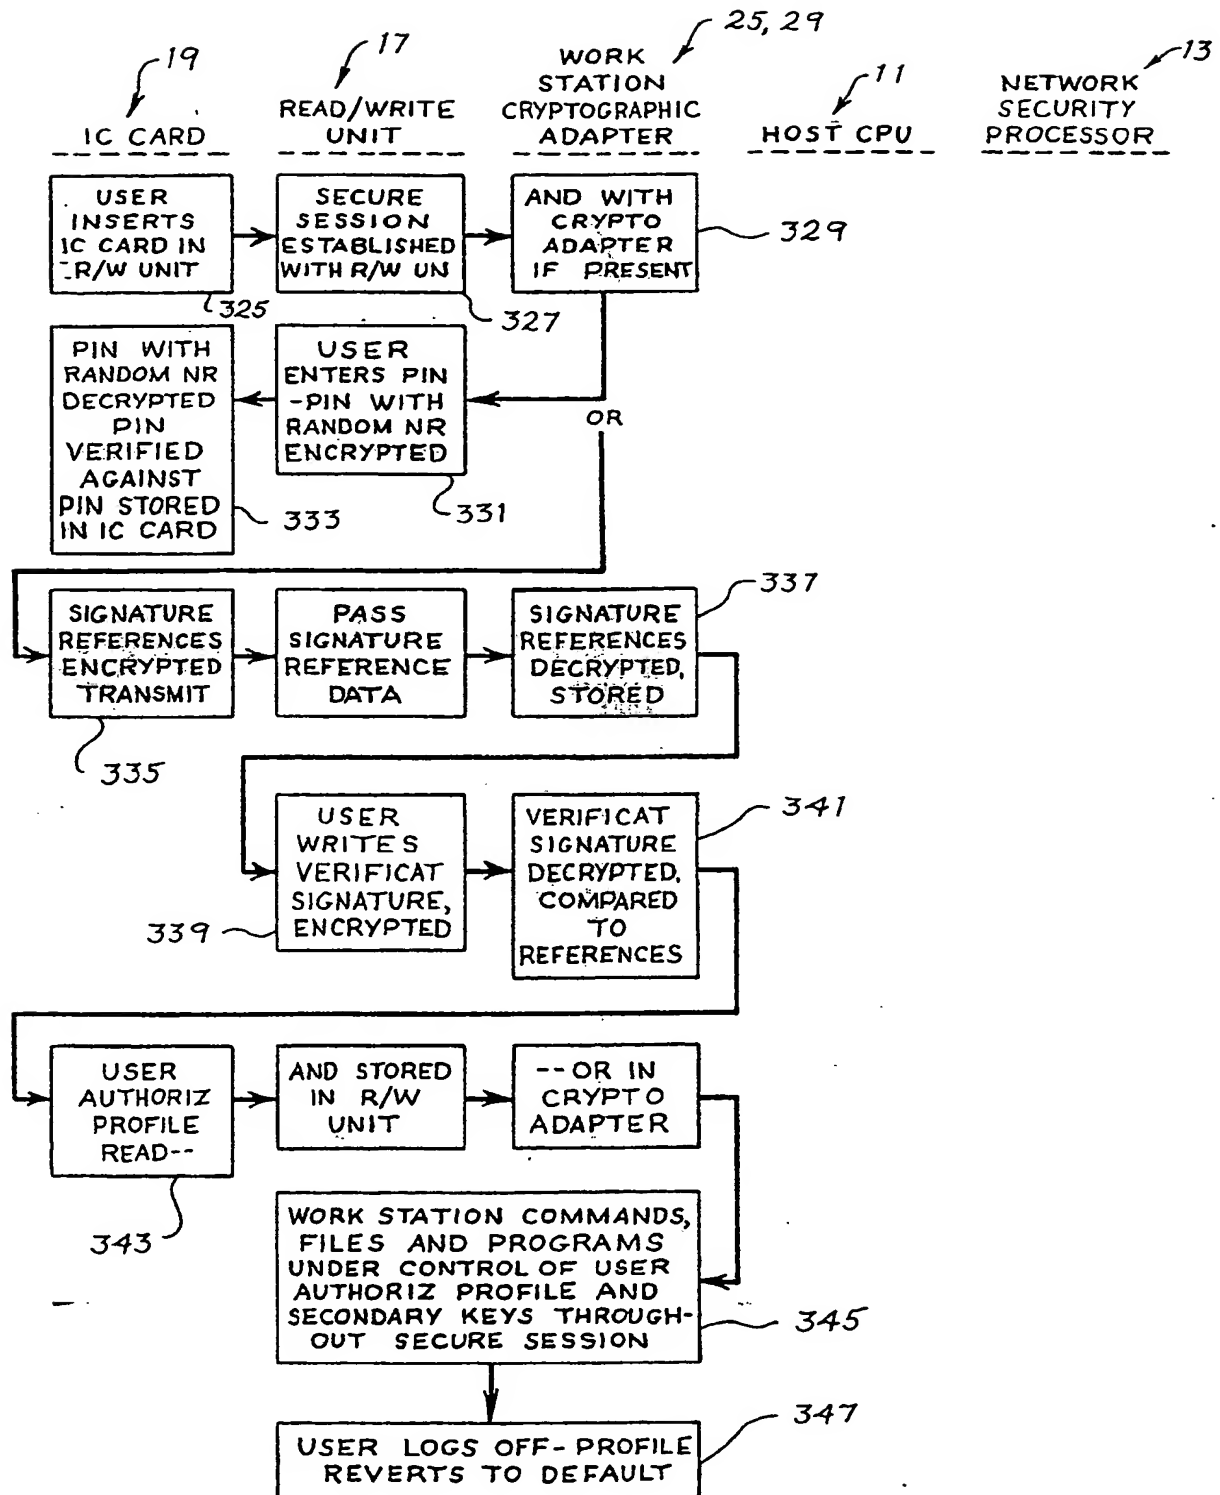 19
IC CARD
17
READ/WRITE
UNIT
25, 29
WORK
STATION
CRYPTOGRAPHIC
ADAPTER
11
HOST CPU
13
NETWORK
SECURITY
PROCESSOR
USER
INSERTS
IC CARD IN
R/W UNIT
325
SECURE
SESSION
ESTABLISHED
WITH R/W UN
327
AND WITH
CRYPTO
ADAPTER
IF PRESENT
329
PIN WITH
RANDOM NR
DECRYPTED
PIN
VERIFIED
AGAINST
PIN STORED
IN IC CARD
333
USER
ENTERS PIN
-PIN WITH
RANDOM NR
ENCRYPTED
331
OR
SIGNATURE
REFERENCES
ENCRYPTED
TRANSMIT
335
PASS
SIGNATURE
REFERENCE
DATA
SIGNATURE
REFERENCES
DECRYPTED,
STORED
337
USER
WRITES
VERIFICAT
SIGNATURE,
ENCRYPTED
339
VERIFICAT
SIGNATURE
DECRYPTED,
COMPARED
TO
REFERENCES
341
USER
AUTHORIZ
PROFILE
READ--
343
AND STORED
IN R/W
UNIT
--OR IN
CRYPTO
ADAPTER
WORK STATION COMMANDS,
FILES AND PROGRAMS
UNDER CONTROL OF USER
AUTHORIZ PROFILE AND
SECONDARY KEYS THROUGH-
OUT SECURE SESSION
345
USER LOGS OFF-PROFILE
REVERTS TO DEFAULT
347